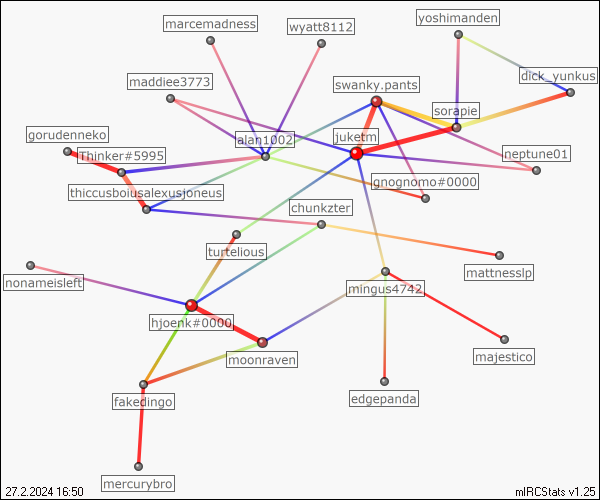 marcemadness
wyatt8112
yoshimanden
maddiee3773
swanky.pants
dick_yunkus
sorapie
gorudenneko
alan1002
juketm
Thinker#5995
neptune01
thiccusboiusalexusjoneus
gnognomo#0000
chunkzter
turtelious
mattnesslp
nonameisleft
mingus4742
hjoenk#0000
moonraven
majestico
fakedingo
edgepanda
mercurybro
27.2.2024 16:50
mIRCStats v1.25